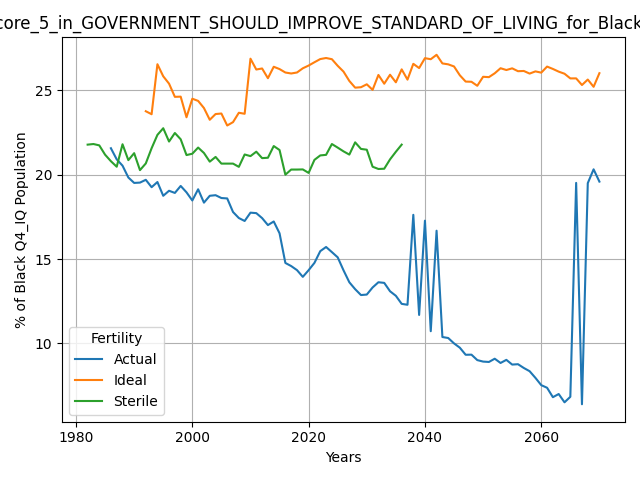 core_5_in_GOVERNMENT_SHOULD_IMPROVE_STANDARD_OF_LIVING_for_Black
% of Black Q4_IQ Population
25
20
15
10
Fertility
Actual
Ideal
Sterile
1980 2000 2020 2040 2060
Years